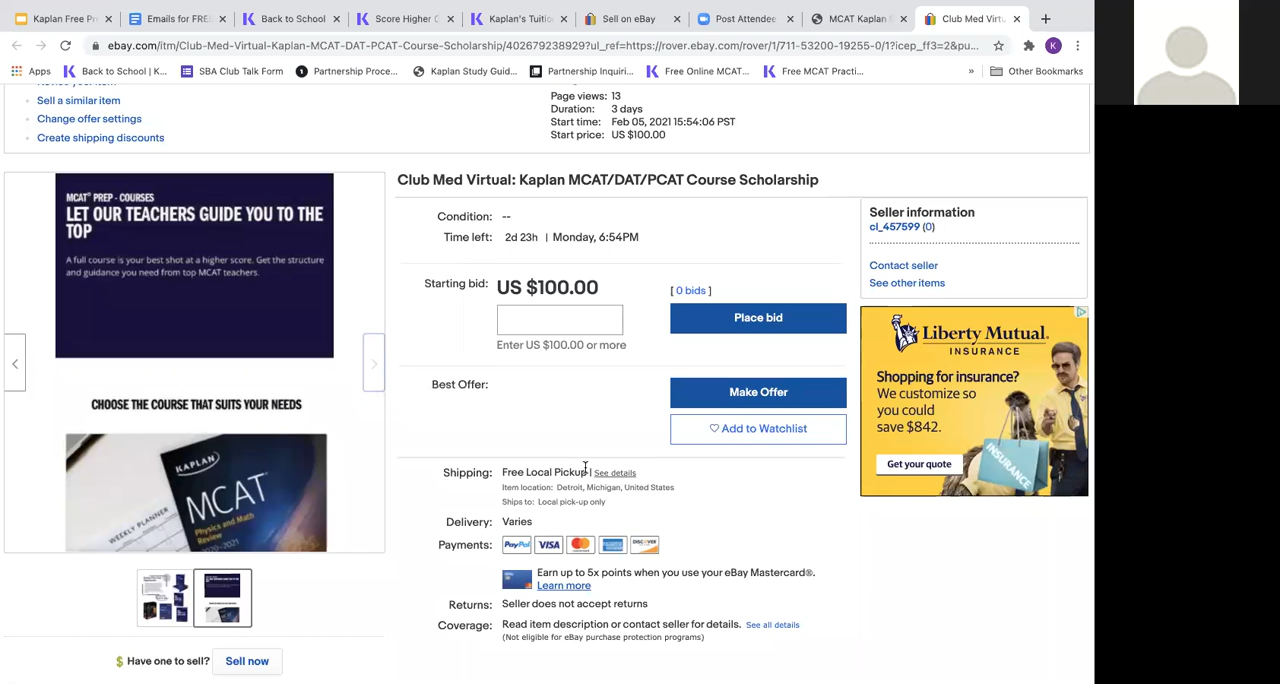 Kaplan Free Pr
Emails for FRE
Back to School
Score Higher C
Kaplan's Tuitio
Sell on eBay
Post Attendee
MCAT Kaplan
Club Med Virtu
ebay.com/itm/Club-Med-Virtual-Kaplan-MCAT-DAT-PCAT-Course-Scholarship/402679238929?ul_ref=https://rover.ebay.com/rover/1/711-53200-19255-0/1?icep_ff3=2&pu...
K
Apps
Back to School | K...
SBA Club Talk Form
Partnership Proce...
Kaplan Study Guid...
Partnership Inquiri...
Free Online MCAT...
Free MCAT Practi...
»
Other Bookmarks
Sell a similar item
Change offer settings
Create shipping discounts
Page views: 13
Duration: 3 days
Start time: Feb 05, 2021 15:54:06 PST
Start price: US $100.00
MCAT® PREP - COURSES
LET OUR TEACHERS GUIDE YOU TO THE
TOP
A full course is your best shot at a higher score. Get the structure
and guidance you need from top MCAT teachers.
CHOOSE THE COURSE THAT SUITS YOUR NEEDS
WEEKLY PLANNER
KAPLAN
MCAT
Physics and Math
Review
2020-2021
Have one to sell? Sell now
Club Med Virtual: Kaplan MCAT/DAT/PCAT Course Scholarship
Condition: --
Time left: 2d 23h | Monday, 6:54PM
Starting bid: US $100.00 [ 0 bids ]
Place bid
Enter US $100.00 or more
Best Offer: Make Offer
Add to Watchlist
Shipping: Free Local Pickup | See details
Item location: Detroit, Michigan, United States
Ships to: Local pick-up only
Delivery: Varies
Payments: PayPal VISA DISCOVER
Earn up to 5x points when you use your eBay Mastercard®.
Learn more
Returns: Seller does not accept returns
Coverage: Read item description or contact seller for details. See all details
(Not eligible for eBay purchase protection programs)
Seller information
cl_457599 (0)
Contact seller
See other items
Liberty Mutual.
INSURANCE
Shopping for insurance?
We customize so
you could
save $842.
INSURANCE
Get your quote